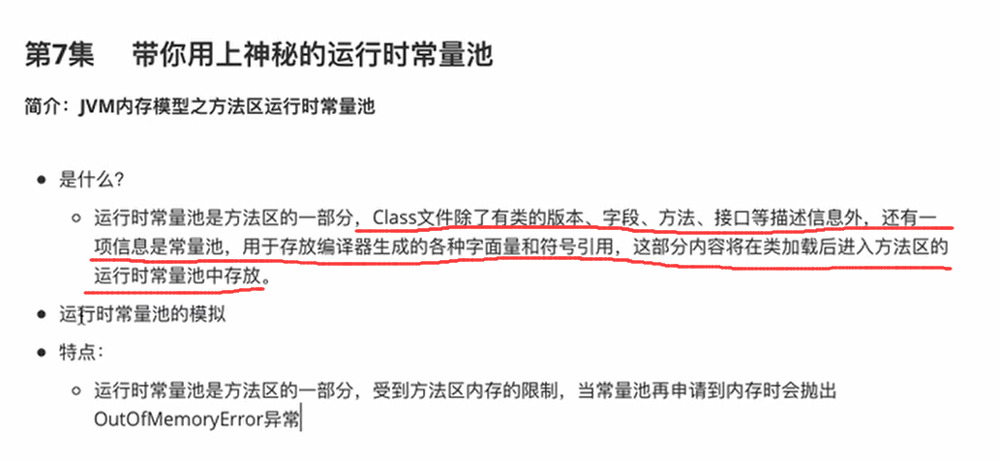 第7集 带你用上神秘的运行时常量池
简介：JVM内存模型之方法区运行时常量池
是什么？
运行时常量池是方法区的一部分，Class文件除了有类的版本、字段、方法、接口等描述信息外，还有一
项信息是常量池，用于存放编译器生成的各种字面量和符号引用，这部分内容将在类加载后进入方法区的
运行时常量池中存放。
运行时常量池的模拟
特点：
运行时常量池是方法区的一部分，受到方法区内存的限制，当常量池再申请到内存时会抛出
OutOfMemoryError异常